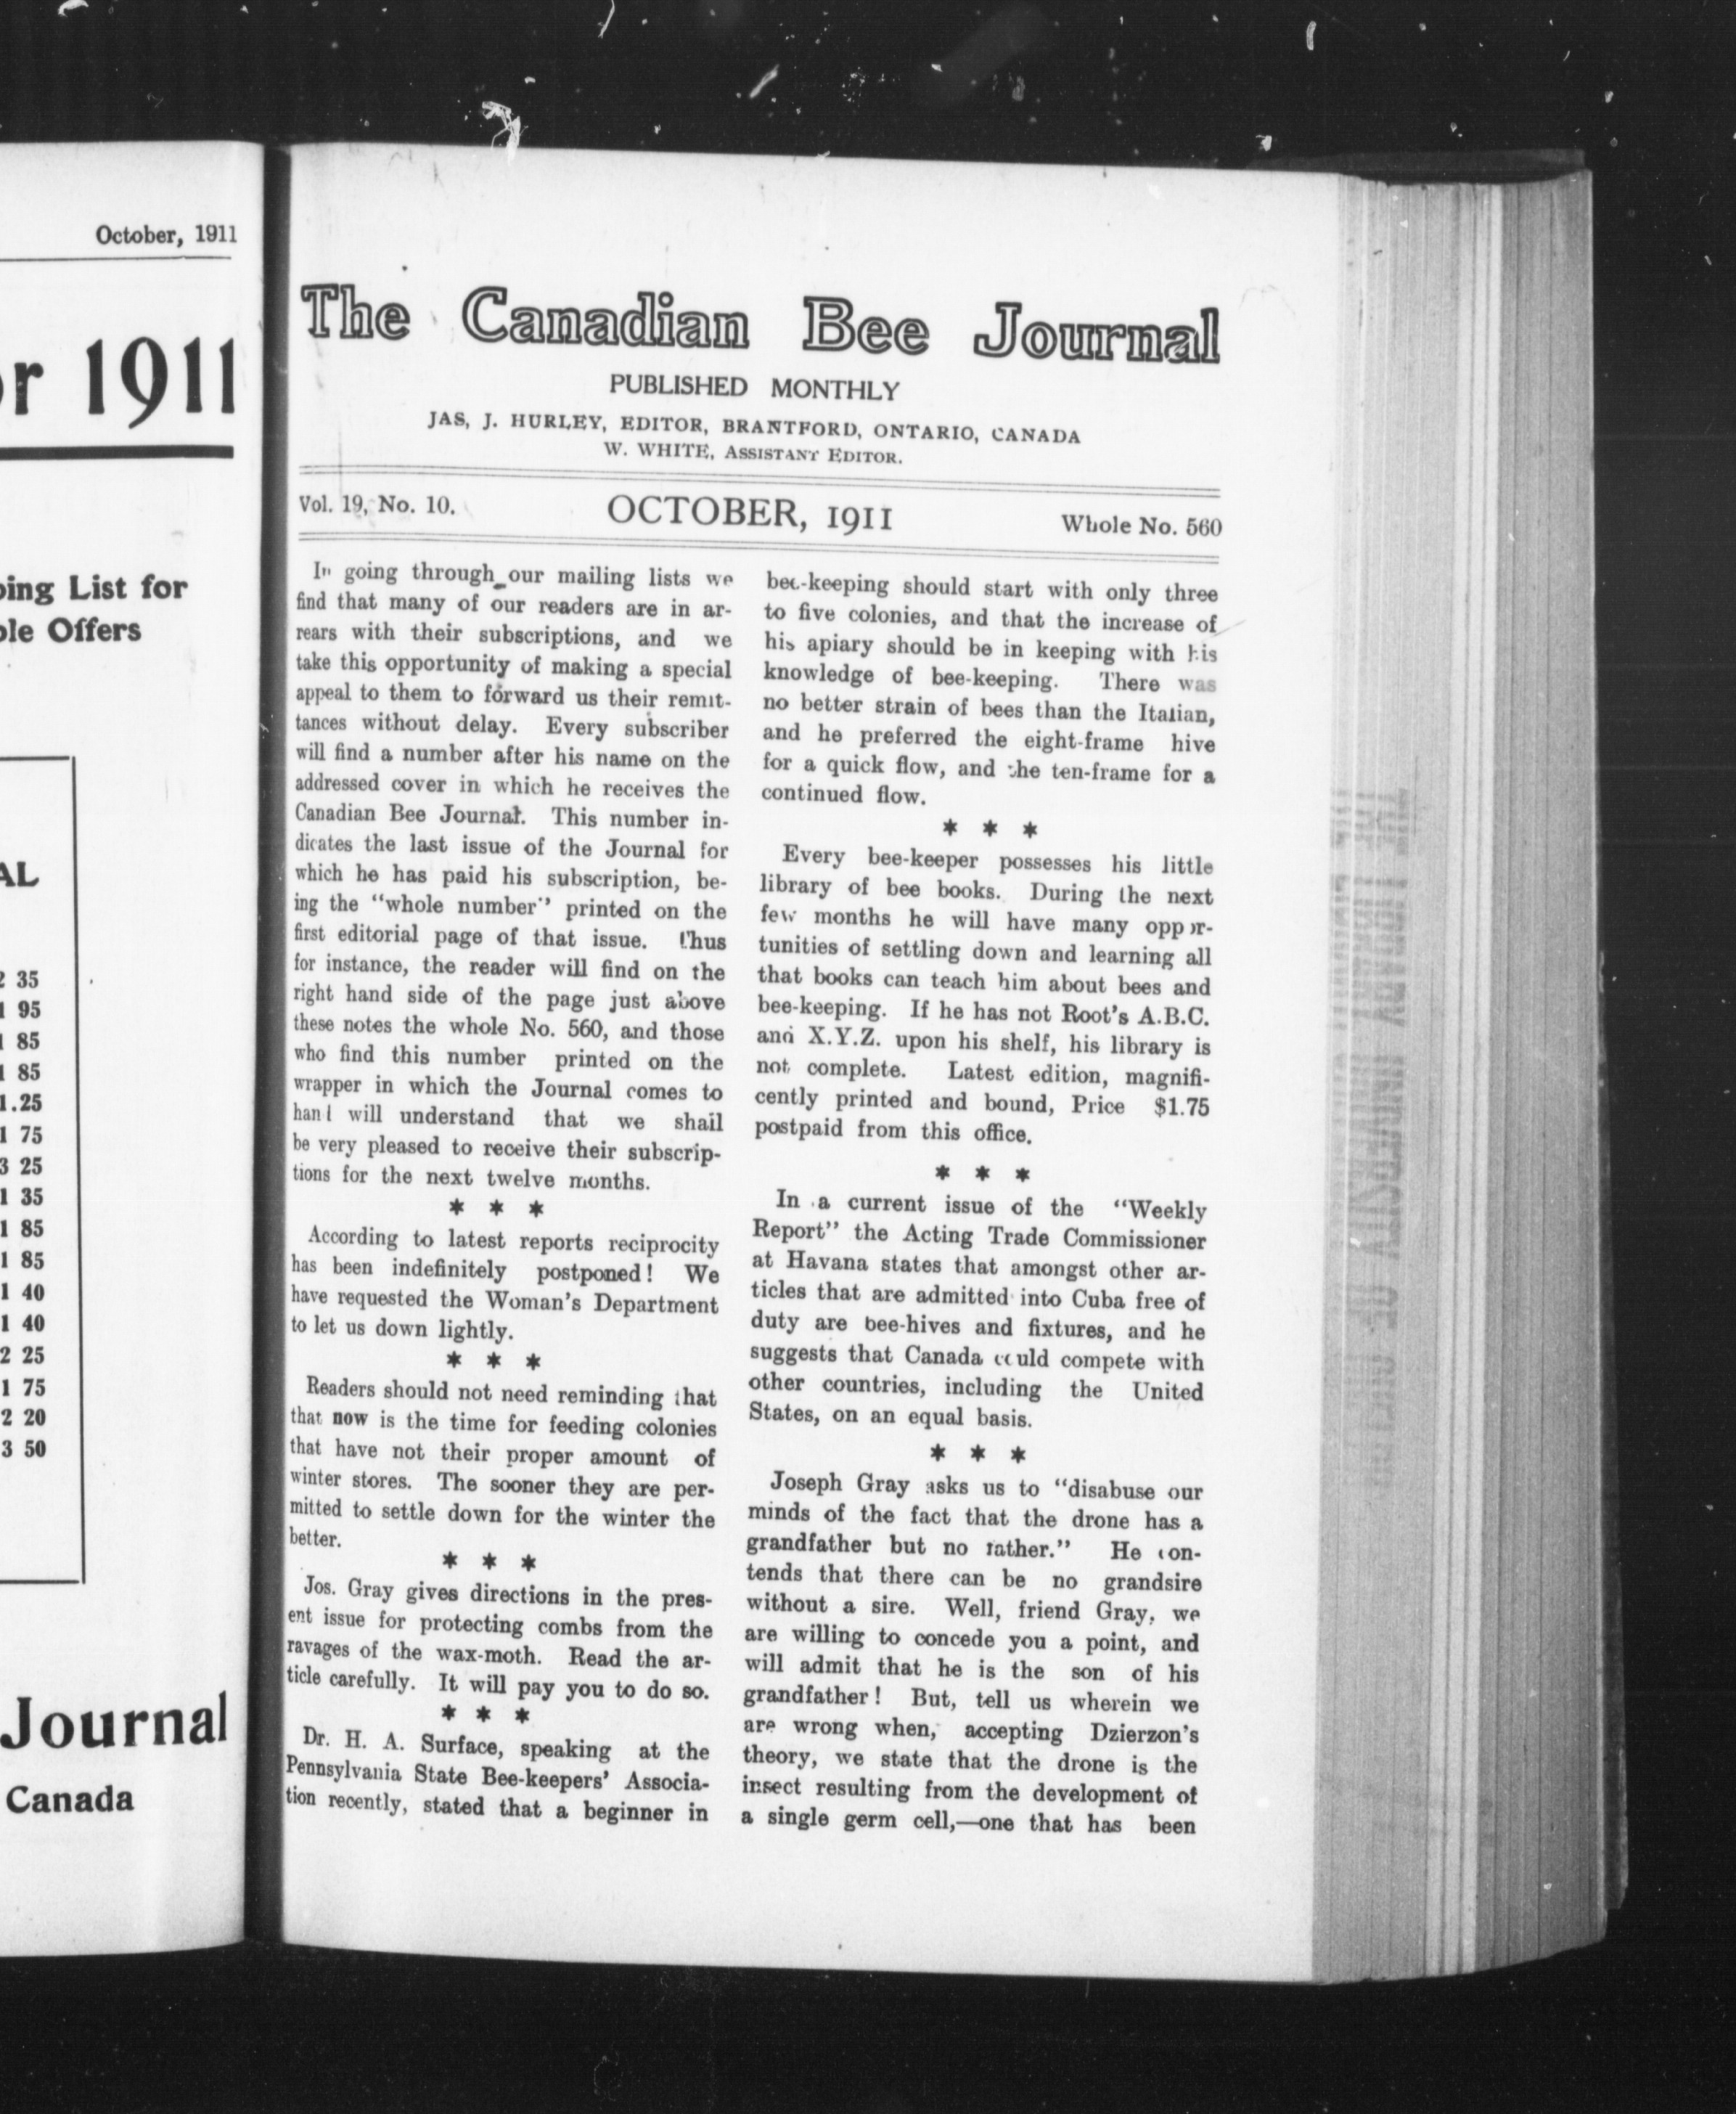 October, 1911
or 1911
ping List for
ble Offers
AL
2 35
1 95
1 85
1 85
1.25
1 75
3 25
1 35
1 85
1 85
1 40
1 40
2 25
1 75
2 20
3 50
Journal
Canada
The Canadian Bee Journal
PUBLISHED MONTHLY
JAS, J. HURLEY, EDITOR, BRANTFORD, ONTARIO, CANADA
W. WHITE, ASSISTANT EDITOR.
Vol. 19, No. 10.
OCTOBER, 1911
Whole No. 560
In going through our mailing lists we
find that many of our readers are in ar-
rears with their subscriptions, and we
take this opportunity of making a special
appeal to them to forward us their remit-
tances without delay. Every subscriber
will find a number after his name on the
addressed cover in which he receives the
Canadian Bee Journal. This number in-
dicates the last issue of the Journal for
which he has paid his subscription, be-
ing the "whole number" printed on the
first editorial page of that issue. Thus
for instance, the reader will find on the
right hand side of the page just above
these notes the whole No. 560, and those
who find this number printed on the
wrapper in which the Journal comes to
hand will understand that we shall
be very pleased to receive their subscrip-
tions for the next twelve months.
* * *
According to latest reports reciprocity
has been indefinitely postponed! We
have requested the Woman's Department
to let us down lightly.
* * *
Readers should not need reminding that
that now is the time for feeding colonies
that have not their proper amount of
winter stores. The sooner they are per-
mitted to settle down for the winter the
better.
* * *
Jos. Gray gives directions in the pres-
ent issue for protecting combs from the
ravages of the wax-moth. Read the ar-
ticle carefully. It will pay you to do so.
* * *
Dr. H. A. Surface, speaking at the
Pennsylvania State Bee-keepers' Associa-
tion recently, stated that a beginner in
bee-keeping should start with only three
to five colonies, and that the increase of
his apiary should be in keeping with his
knowledge of bee-keeping. There was
no better strain of bees than the Italian,
and he preferred the eight-frame hive
for a quick flow, and the ten-frame for a
continued flow.
* * *
Every bee-keeper possesses his little
library of bee books. During the next
few months he will have many oppor-
tunities of settling down and learning all
that books can teach him about bees and
bee-keeping. If he has not Root's A.B.C.
and X.Y.Z. upon his shelf, his library is
not complete. Latest edition, magnifi-
cently printed and bound, Price $1.75
postpaid from this office.
* * *
In a current issue of the "Weekly
Report" the Acting Trade Commissioner
at Havana states that amongst other ar-
ticles that are admitted into Cuba free of
duty are bee-hives and fixtures, and he
suggests that Canada could compete with
other countries, including the United
States, on an equal basis.
* * *
Joseph Gray asks us to "disabuse our
minds of the fact that the drone has a
grandfather but no father." He con-
tends that there can be no grandsire
without a sire. Well, friend Gray, we
are willing to concede you a point, and
will admit that he is the son of his
grandfather! But, tell us wherein we
are wrong when, accepting Dzierzon's
theory, we state that the drone is the
insect resulting from the development of
a single germ cell,—one that has been